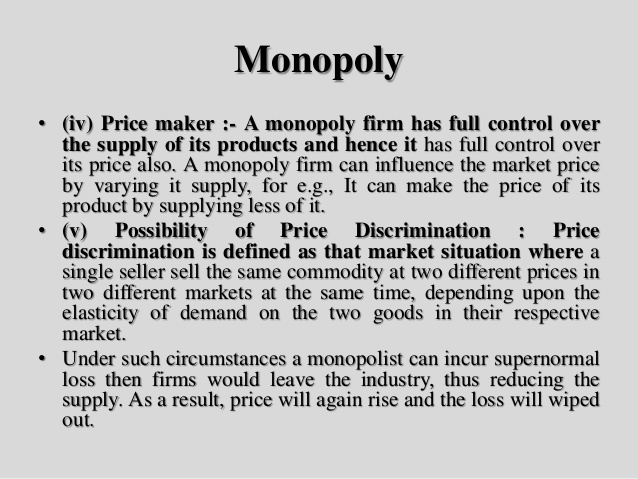 Monopoly
• (iv) Price maker :- A monopoly firm has full control over
the supply of its products and hence it has full control over
its price also. A monopoly firm can influence the market price
by varying it supply, for e.g., It can make the price of its
product by supplying less of it.
• (v) Possibility of Price Discrimination : Price
discrimination is defined as that market situation where a
single seller sell the same commodity at two different prices in
two different markets at the same time, depending upon the
elasticity of demand on the two goods in their respective
market.
• Under such circumstances a monopolist can incur supernormal
loss then firms would leave the industry, thus reducing the
supply. As a result, price will again rise and the loss will wiped
out.